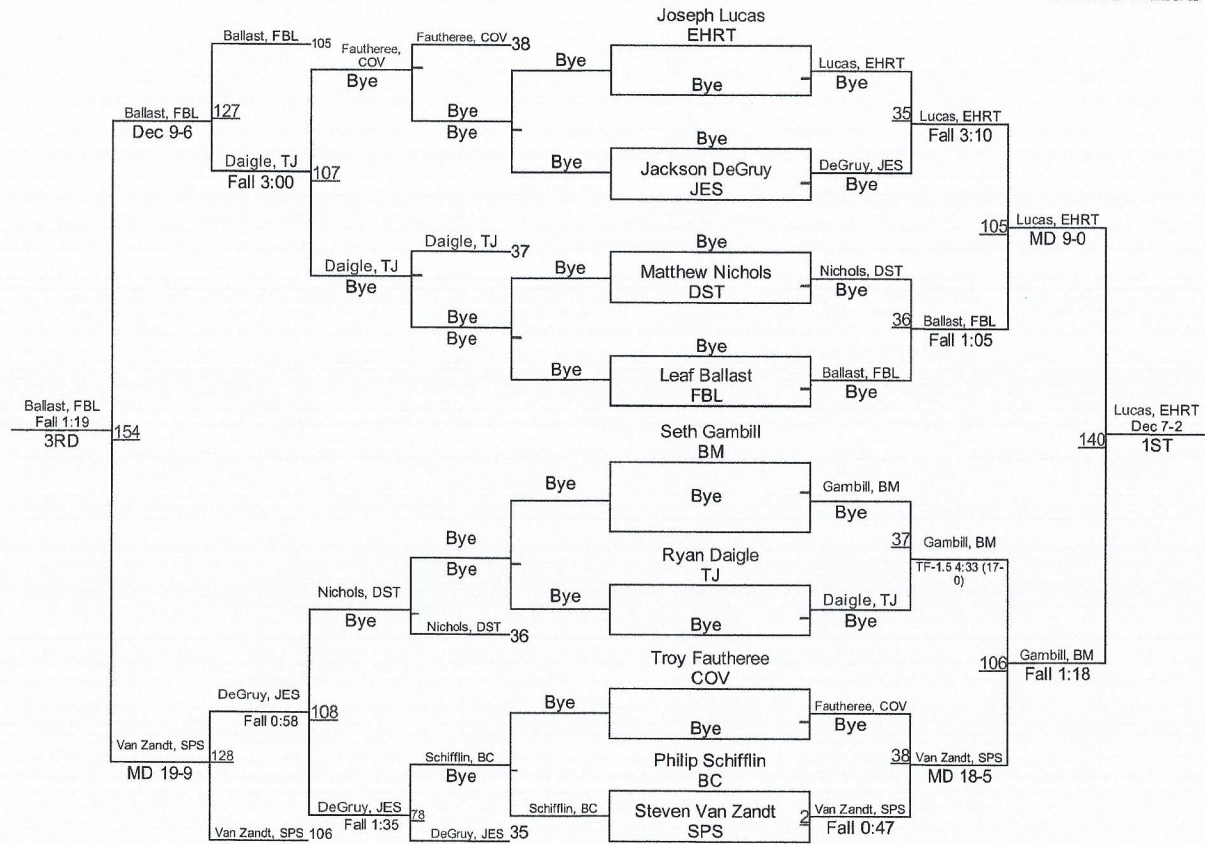 Joseph Lucas
EHRT
Bye
Bye
Jackson DeGruy
JES
Bye
Matthew Nichols
DST
Bye
Leaf Ballast
FBL
Seth Gambill
BM
Bye
Ryan Daigle
TJ
Bye
Troy Fautheree
COV
Bye
Philip Schifflin
BC
Steven Van Zandt
SPS
Lucas, EHRT
Bye
DeGruy, JES
Bye
Nichols, DST
Bye
Ballast, FBL
Bye
Gambill, BM
Bye
Daigle, TJ
Bye
Fautheree, COV
Bye
2
Van Zandt, SPS
Fall 0:47
35
Lucas, EHRT
Fall 3:10
36
Ballast, FBL
Fall 1:05
37
Gambill, BM
TF-1.5 4:33 (17-
0)
38
Van Zandt, SPS
MD 18-5
105
Lucas, EHRT
MD 9-0
106
Gambill, BM
Fall 1:18
140
Lucas, EHRT
Dec 7-2
1ST
Bye
Bye
Bye
Bye
Bye
Bye
Bye
Schifflin, BC
Fautheree, COV
38
Bye
Bye
Daigle, TJ
37
Bye
Bye
Bye
Bye
Nichols, DST
36
Schifflin, BC
Bye
78
DeGruy, JES
35
Fautheree,
COV
Bye
Daigle, TJ
Bye
Nichols, DST
Bye
DeGruy, JES
Fall 1:35
Ballast, FBL
105
127
Daigle, TJ
Fall 3:00
107
DeGruy, JES
Fall 0:58
108
128
Van Zandt, SPS
106
Ballast, FBL
Dec 9-6
Van Zandt, SPS
MD 19-9
Ballast, FBL
Fall 1:19
3RD
154